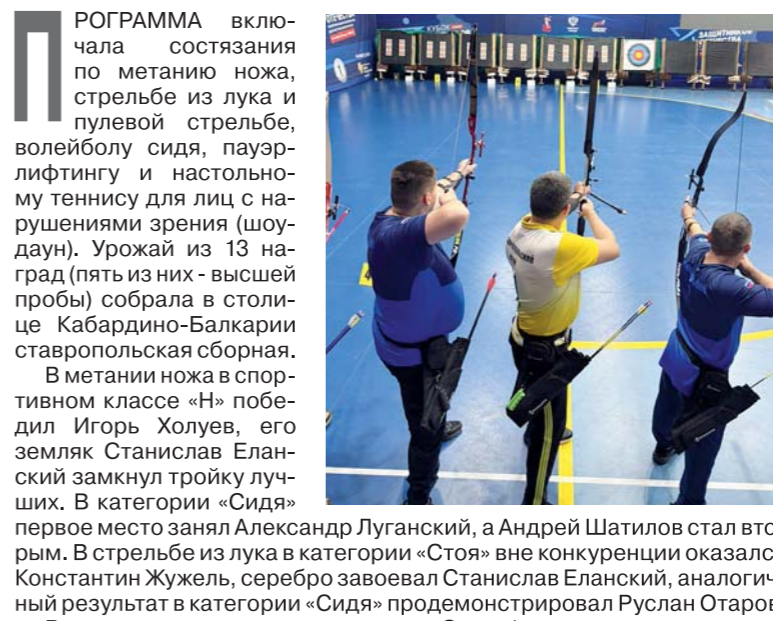 ПРОГРАММА вклю-
чала состязания
по метанию ножа,
стрельбе из лука и
пулевой стрельбе,
волейболу сидя, пауэр-
лифтингу и настольно-
му теннису для лиц с на-
рушениями зрения (шоу-
даун). Урожай из 13 на-
град (пять из них - высшей
пробы) собрала в столи-
це Кабардино-Балкарии
ставропольская сборная.
В метании ножа в спор-
тивном классе «Н» побе-
дил Игорь Холуев, его
земляк Станислав Елан-
ский замкнул тройку луч-
ших. В категории «Сидя»
первое место занял Александр Луганский, а Андрей Шатилов стал вто
рым. В стрельбе из лука в категории «Стоя» вне конкуренции оказалс
Константин Жужель, серебро завоевал Станислав Еланский, аналогич
ный результат в категории «Сидя» продемонстрировал Руслан Отаров
КУБОК
ЗАЩИТНИКОВ